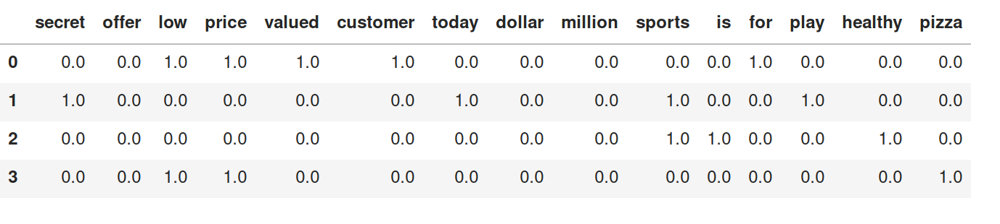 secret offer low price valued customer today dollar million sports is for play healthy pizza
0 0.0 0.0 1.0 1.0 1.0 1.0 0.0 0.0 0.0 0.0 0.0 1.0 0.0 0.0 0.0
1 1.0 0.0 0.0 0.0 0.0 0.0 1.0 0.0 0.0 1.0 0.0 0.0 1.0 0.0 0.0
2 0.0 0.0 0.0 0.0 0.0 0.0 0.0 0.0 0.0 1.0 1.0 0.0 0.0 1.0 0.0
3 0.0 0.0 1.0 1.0 0.0 0.0 0.0 0.0 0.0 0.0 0.0 0.0 0.0 0.0 1.0